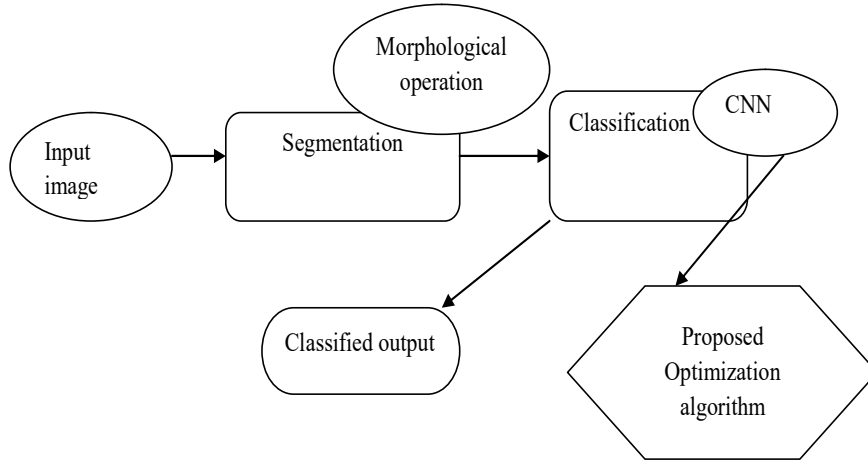 Morphological
operation
Input
image
Segmentation
Classification
CNN
Classified output
Proposed
Optimization
algorithm